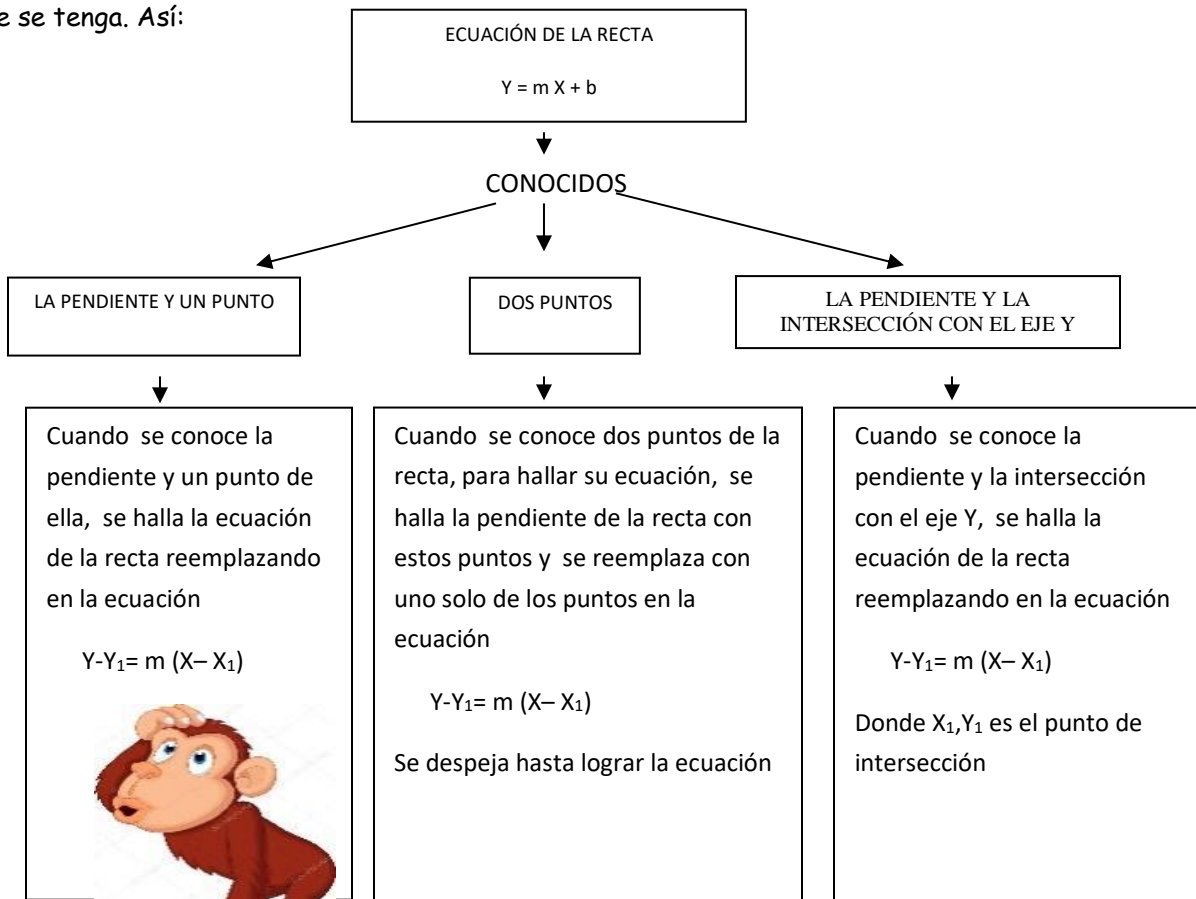 e se tenga. Así:
ECUACIÓN DE LA RECTA
Y = m X + b
CONOCIDOS
LA PENDIENTE Y UN PUNTO
DOS PUNTOS
LA PENDIENTE Y LA
INTERSECCIÓN CON EL EJE Y
Cuando se conoce la
pendiente y un punto de
ella, se halla la ecuación
de la recta reemplazando
en la ecuación
Y-Y₁= m (X– X₁)
Cuando se conoce dos puntos de la
recta, para hallar su ecuación, se
halla la pendiente de la recta con
estos puntos y se reemplaza con
uno solo de los puntos en la
ecuación
Y-Y₁= m (X– X₁)
Se despeja hasta lograr la ecuación
Cuando se conoce la
pendiente y la intersección
con el eje Y, se halla la
ecuación de la recta
reemplazando en la ecuación
Y-Y₁= m (X– X₁)
Donde X₁,Y₁ es el punto de
intersección